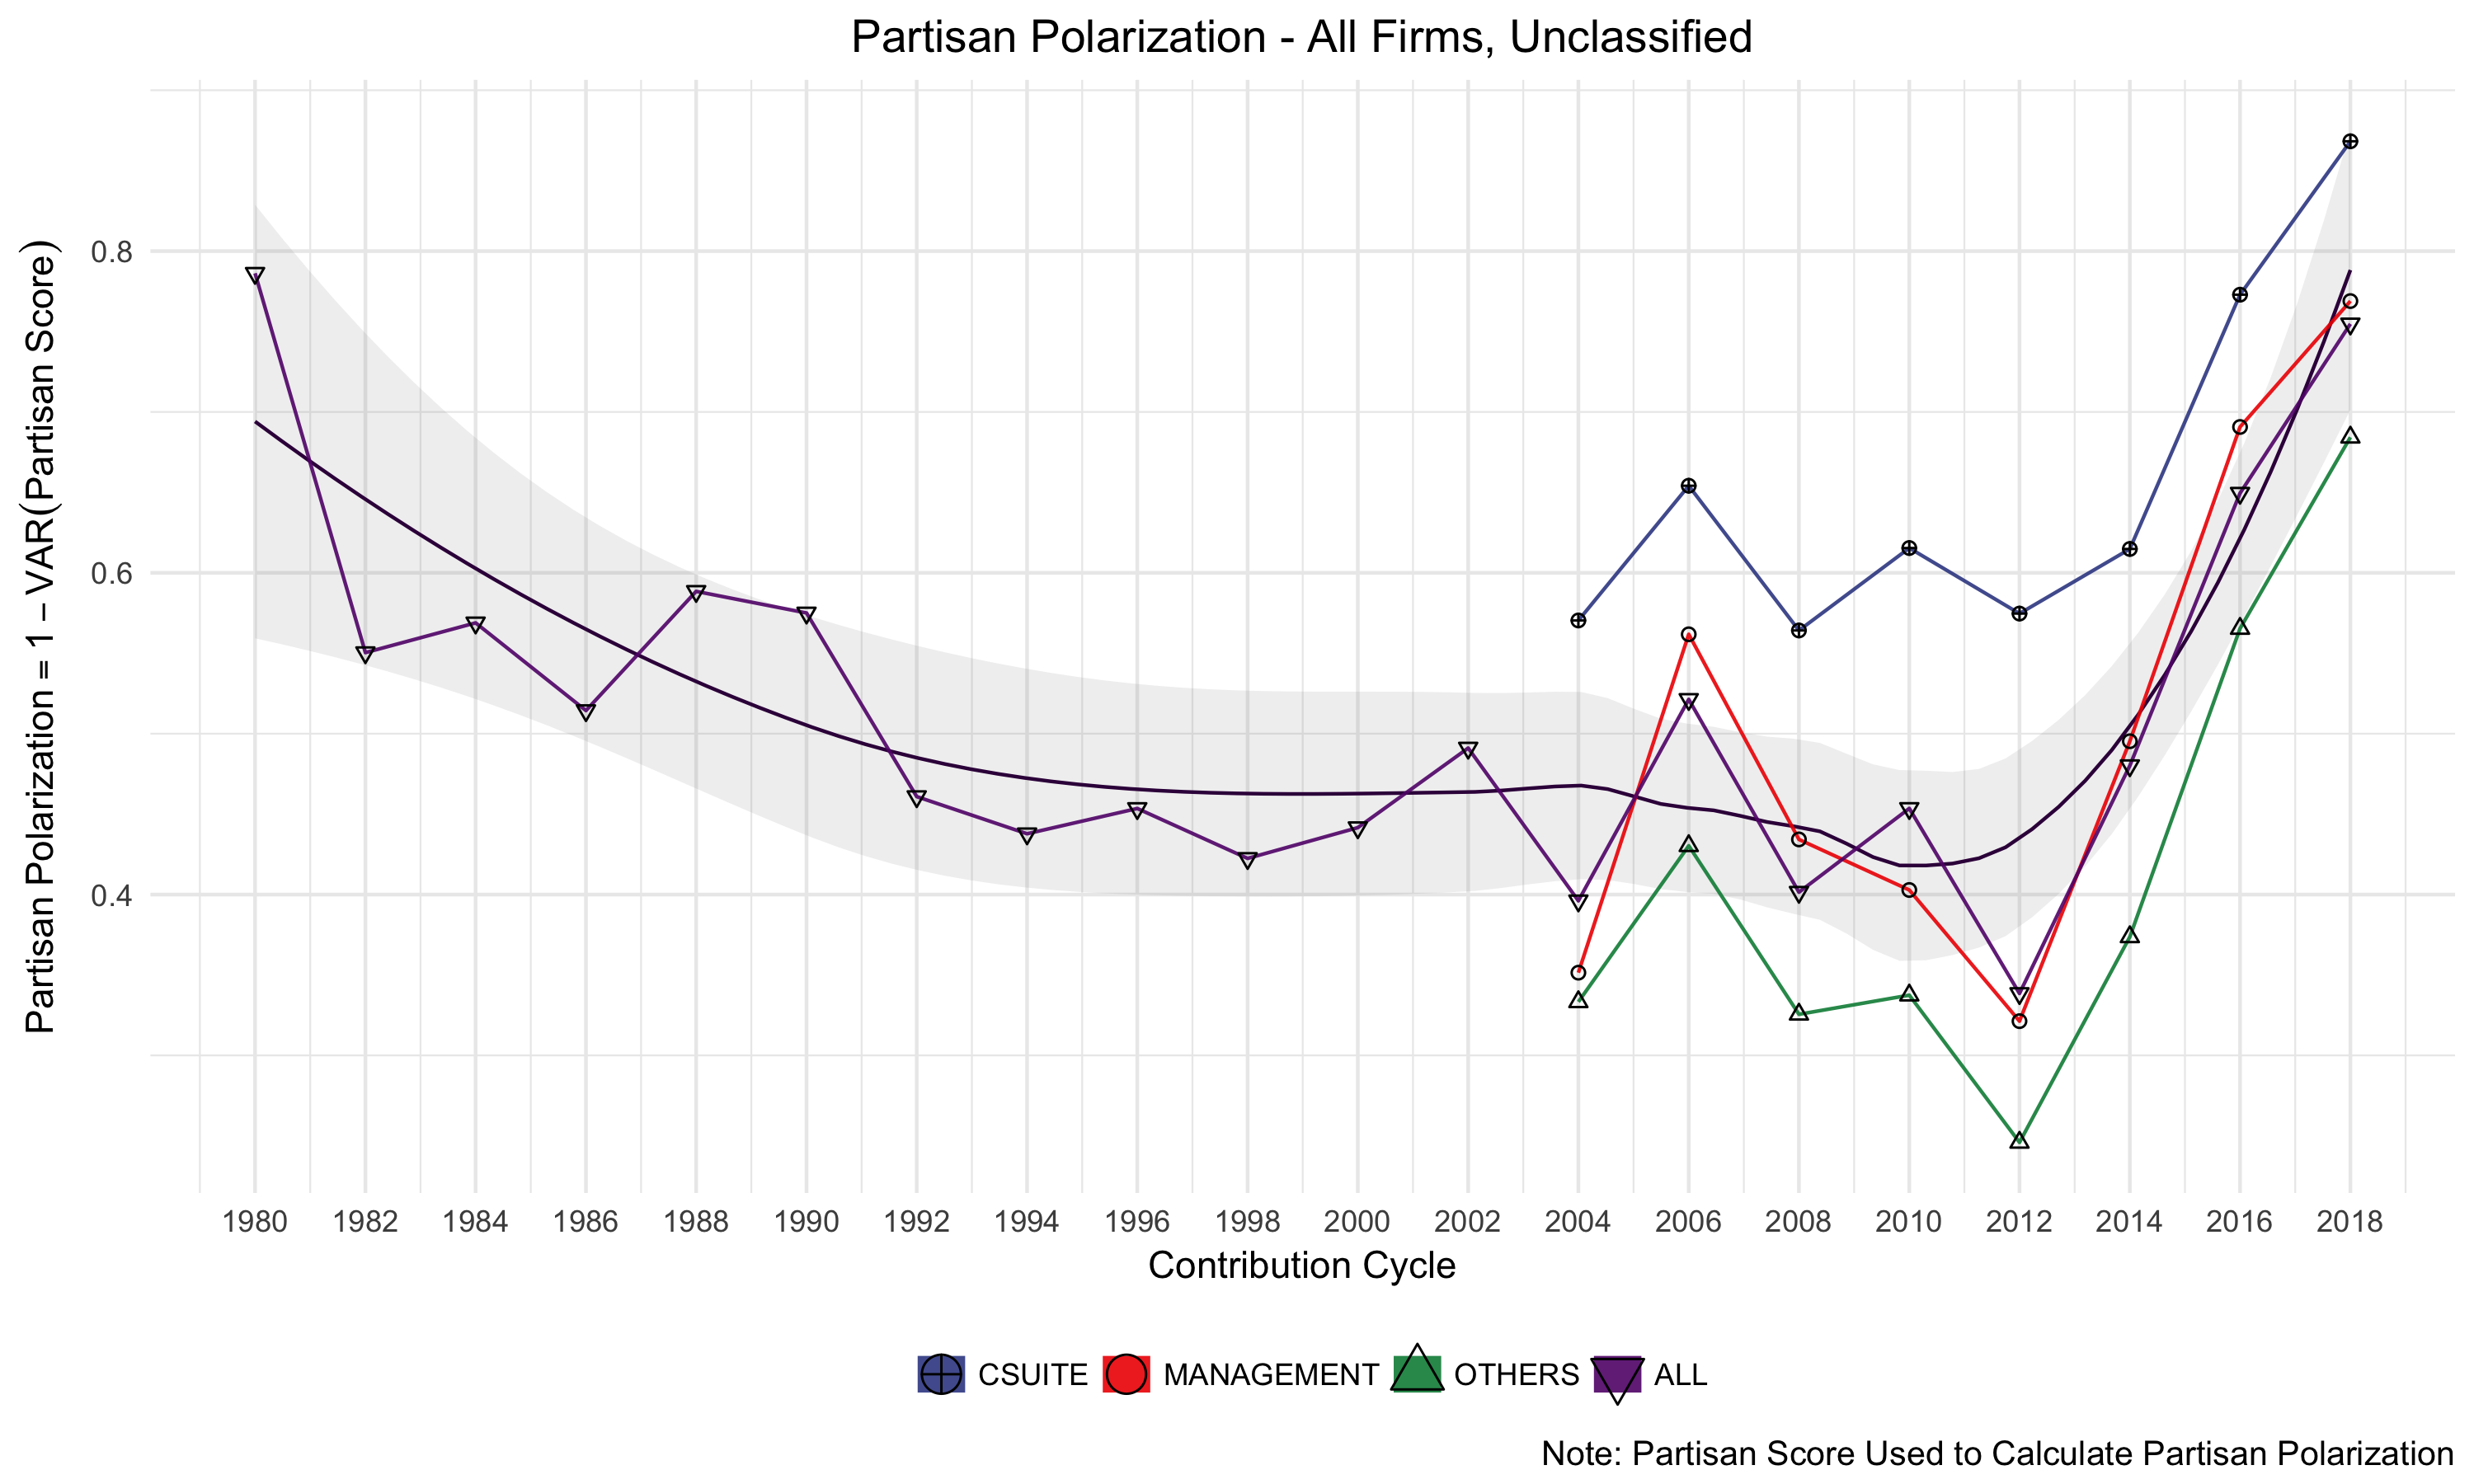 Partisan Polarization - All Firms, Unclassified
Partisan Polarization = 1 − VAR(Partisan Score)
0.8
0.6
0.4
1980 1982 1984 1986 1988 1990 1992 1994 1996 1998 2000 2002 2004 2006 2008 2010 2012 2014 2016 2018
Contribution Cycle
CSUITE MANAGEMENT OTHERS ALL
Note: Partisan Score Used to Calculate Partisan Polarization